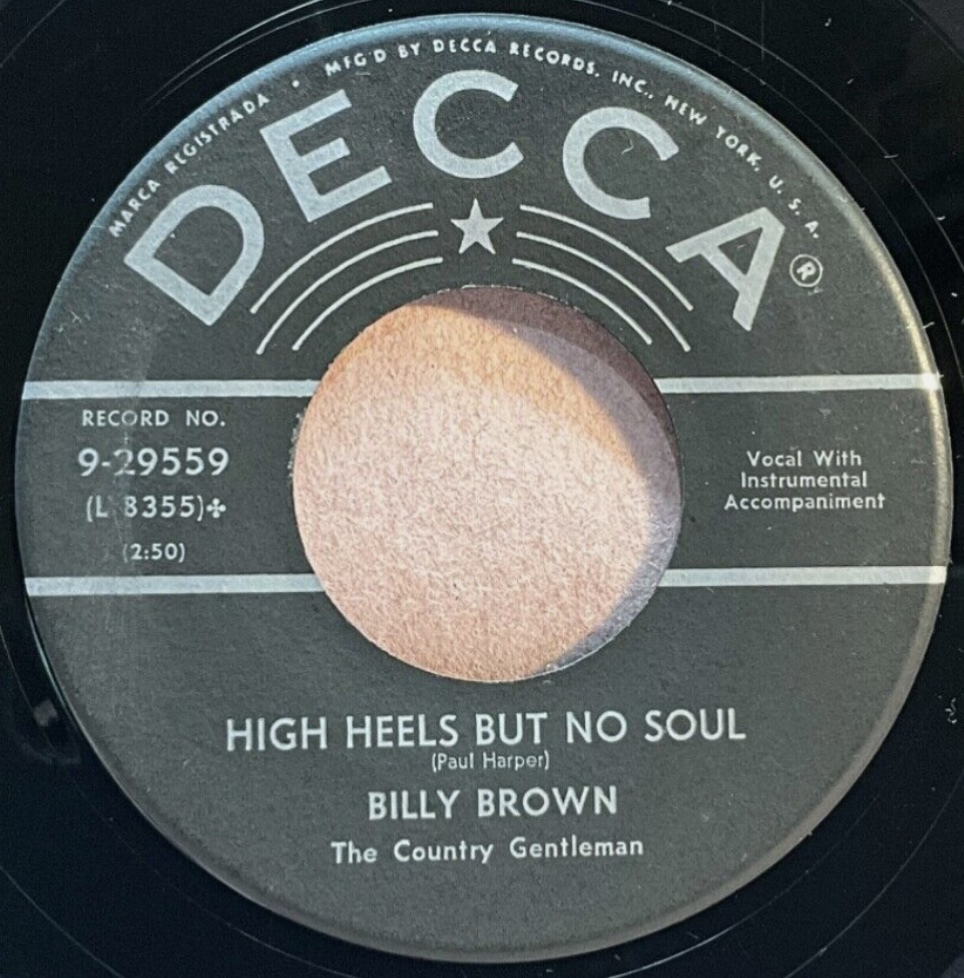 MARCA REGISTRADA • MFG'D BY DECCA RECORDS, INC., NEW YORK, U. S. A.
DECCA®
RECORD NO.
9-29559
(L 8355)✤
(2:50)
Vocal With
Instrumental
Accompaniment
HIGH HEELS BUT NO SOUL
(Paul Harper)
BILLY BROWN
The Country Gentleman